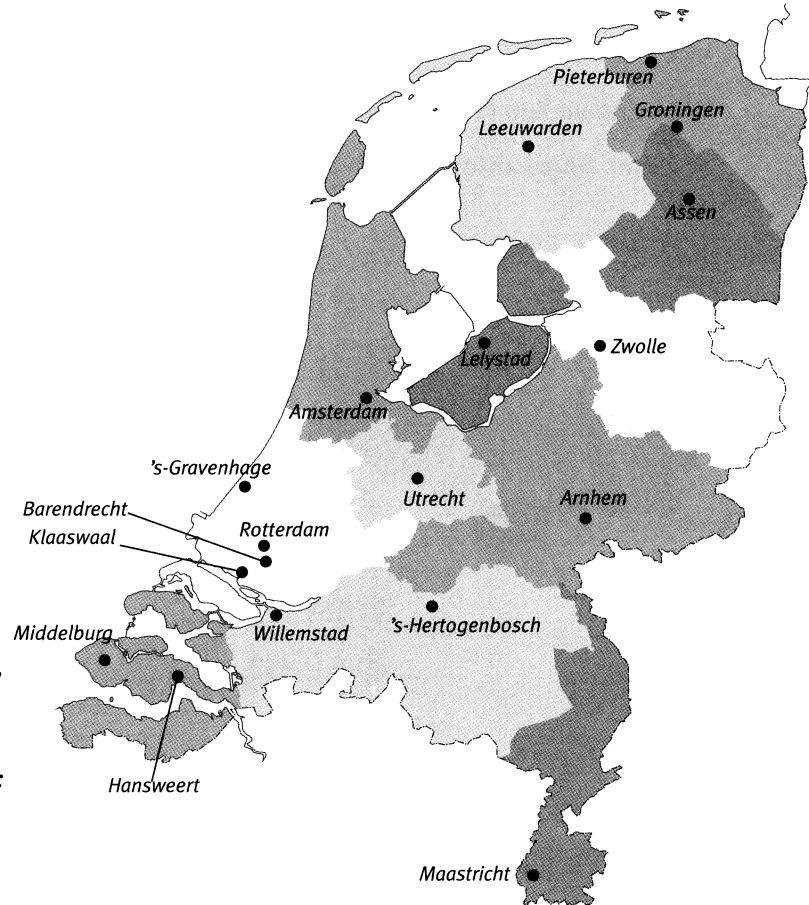 Pieterburen
Groningen
Leeuwarden
Assen
Zwolle
Lelystad
Amsterdam
's-Gravenhage
Utrecht
Arnhem
Barendrecht
Rotterdam
Klaaswaal
Middelburg
Willemstad
's-Hertogenbosch
Hansweert
Maastricht